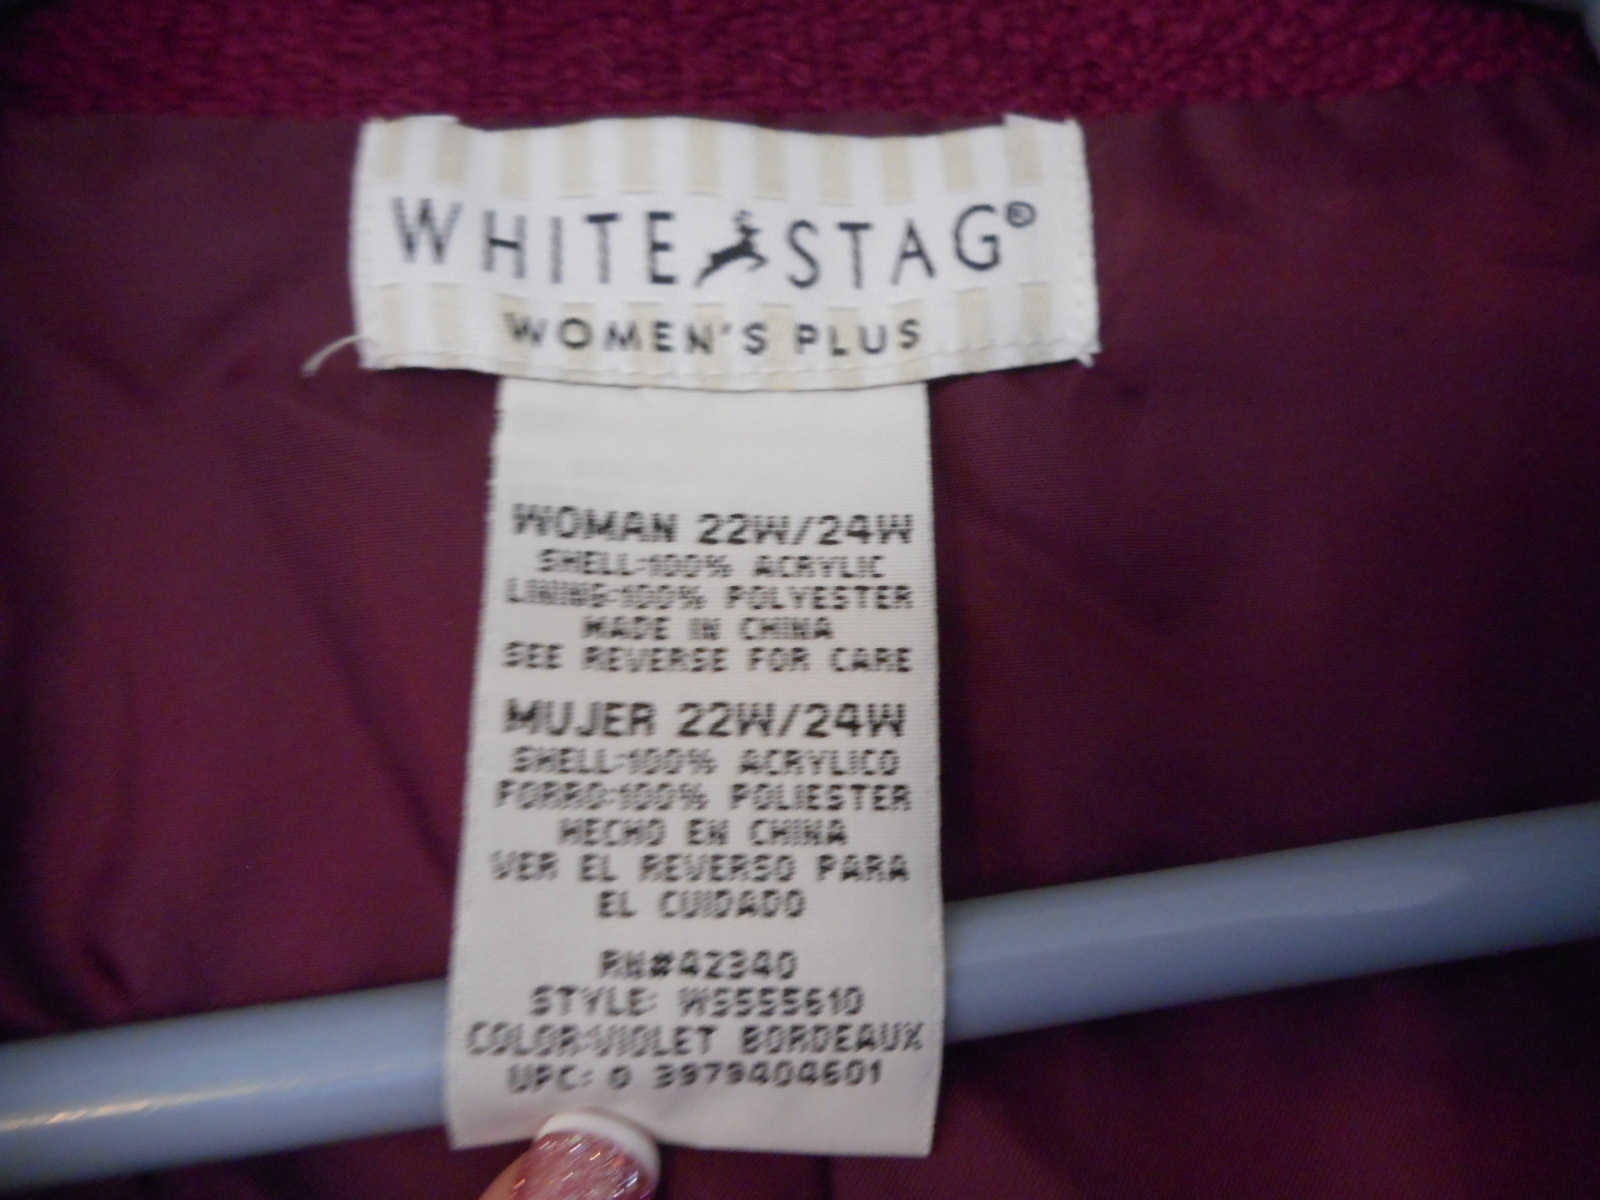 WHITE STAG®
WOMEN'S PLUS
WOMAN 22W/24W
SHELL:100% ACRYLIC
LINING:100% POLYESTER
MADE IN CHINA
SEE REVERSE FOR CARE
MUJER 22W/24W
SHELL:100% ACRYLICO
FORRO:100% POLIESTER
HECHO EN CHINA
VER EL REVERSO PARA
EL CUIDADO
RN#42340
STYLE: WS555610
COLOR:VIOLET BORDEAUX
UPC: 0 3979404601